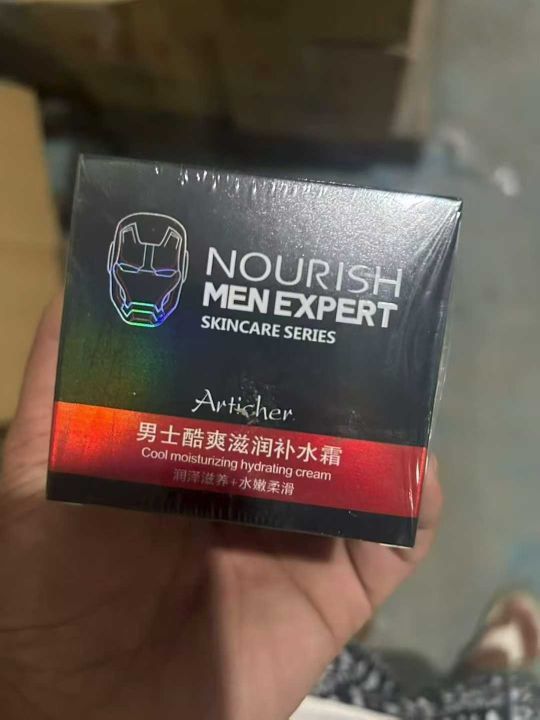 NOURISH
MEN EXPERT
SKINCARE SERIES
Articher
男士酷爽滋润补水霜
Cool moisturizing hydrating cream
润泽滋养+水嫩柔滑